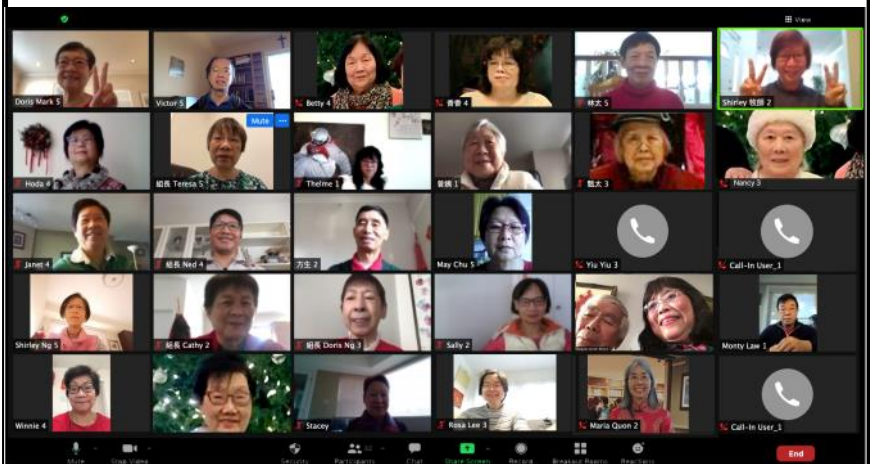 View
Doris Mark 5
Victor 5
Betty 4
香香 4
林太 5
Shirley 牧師 2
Hoda 4
Mute
組長 Teresa 5
Thelme 1
曾姨 1
甄太 3
Nancy 3
Janet 4
組長 Ned 4
方生 2
May Chu 5
Yiu Yiu 3
Call-In User_1
Shirley Ng 5
組長 Cathy 2
組長 Doris Ng 3
Sally 2
Monty Law 1
Winnie 4
Stacey
Rosa Lee 3
Maria Quon 2
Call-In User_1
Mute
Stop Video
Security
Participants
Chat
Share Screen
Record
Breakout Rooms
Reactions
End